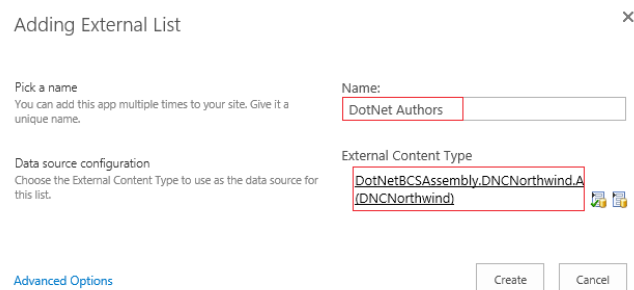 Adding External List
Pick a name
You can add this app multiple times to your site. Give it a
unique name.
Name:
DotNet Authors
Data source configuration
Choose the External Content Type to use as the data source for
this list.
External Content Type
DotNetBCSAssembly.DNCNorthwind.A
(DNCNorthwind)
Advanced Options
Create
Cancel